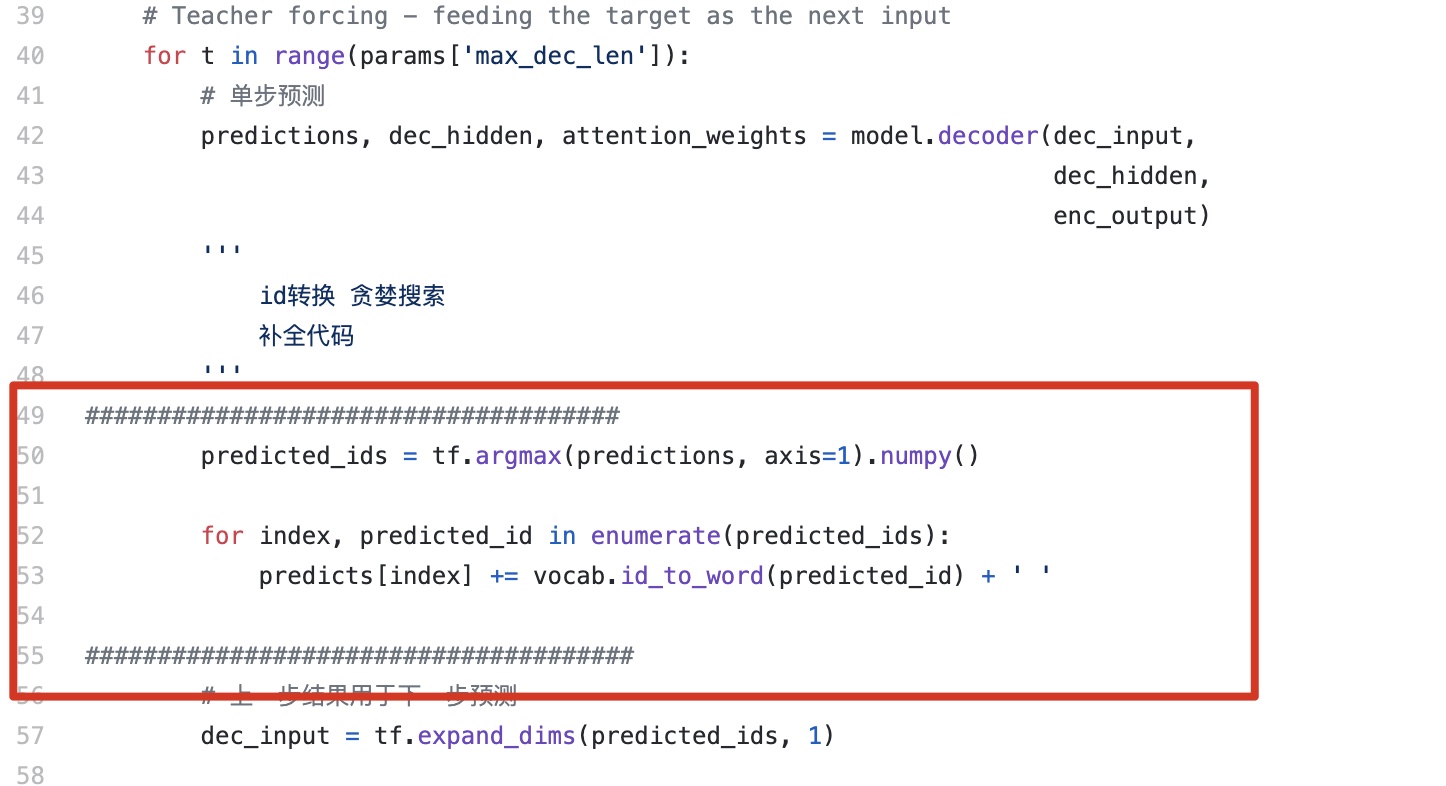 39 # Teacher forcing – feeding the target as the next input
40 for t in range(params['max_dec_len']):
41 # 单步预测
42 predictions, dec_hidden, attention_weights = model.decoder(dec_input,
43 dec_hidden,
44 enc_output)
45 '''
46 id转换 贪婪搜索
47 补全代码
48 '''
49 #####################################
50 predicted_ids = tf.argmax(predictions, axis=1).numpy()
51
52 for index, predicted_id in enumerate(predicted_ids):
53 predicts[index] += vocab.id_to_word(predicted_id) + ' '
54
55 ######################################
56 # 上一步结果用于下一步预测
57 dec_input = tf.expand_dims(predicted_ids, 1)
58